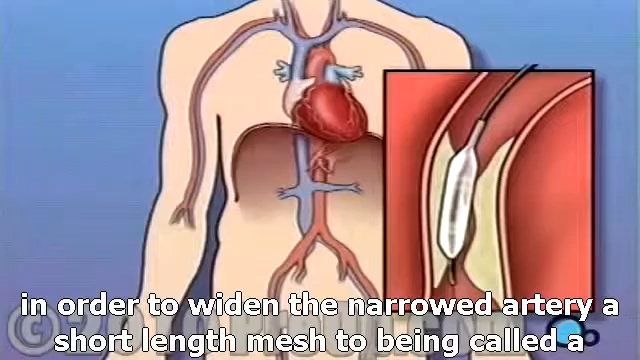 in order to widen the narrowed artery a
short length mesh to being called a